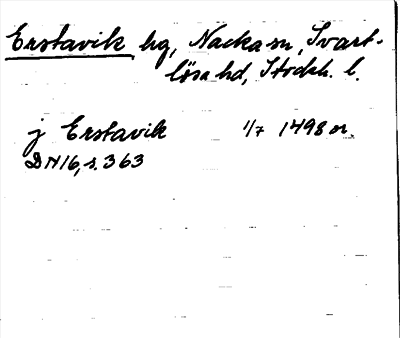 Erstavik hg, Nacka sn, Svart-
lösa hd, Stockh. l.
j Erstavik 1/7 1498 or.
DN16, s. 363